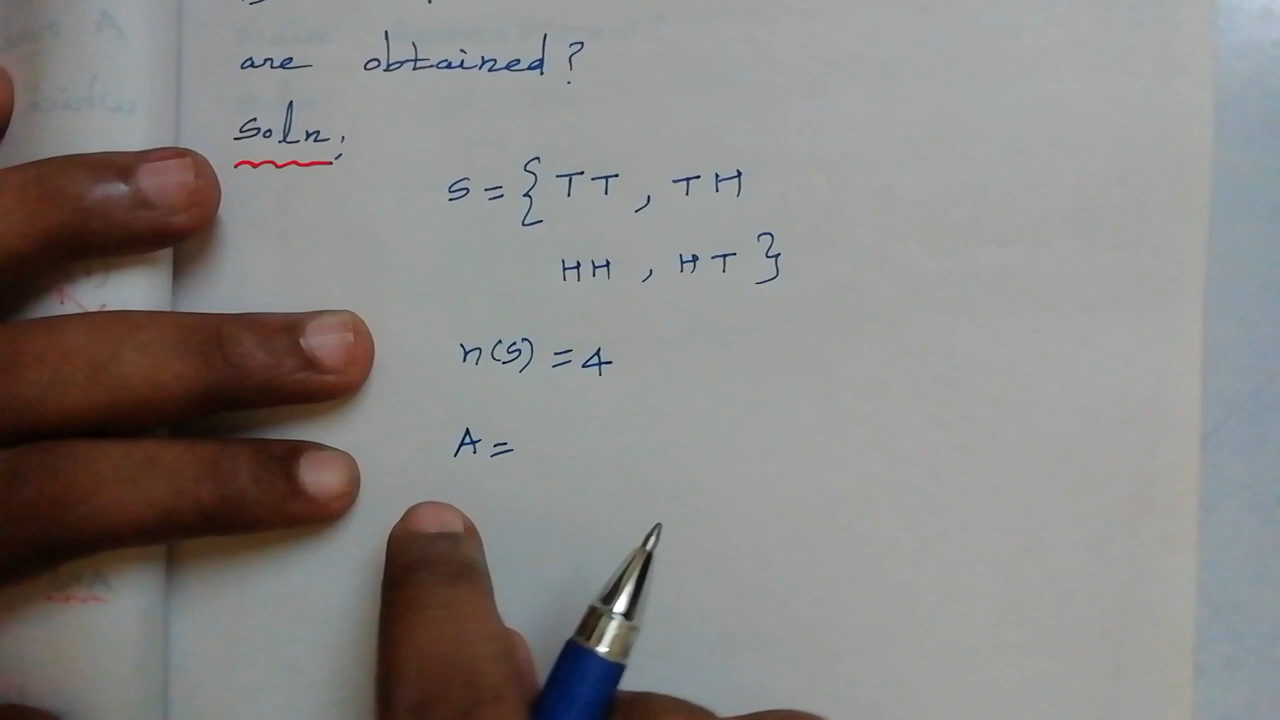 are obtained?
Soln;
S = { TT , TH
HH , HT }
n(S) = 4
A =